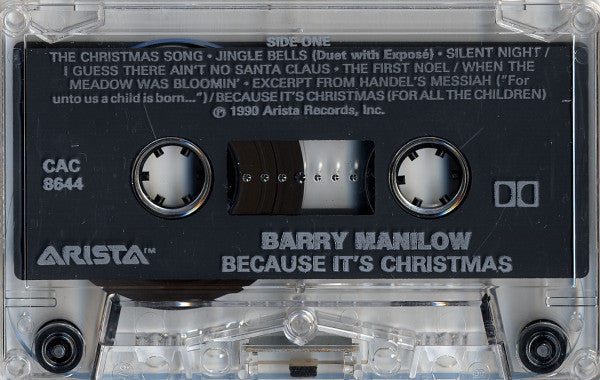 SIDE ONE
THE CHRISTMAS SONG • JINGLE BELLS (Duet with Exposé) • SILENT NIGHT /
I GUESS THERE AIN'T NO SANTA CLAUS • THE FIRST NOEL / WHEN THE
MEADOW WAS BLOOMIN' • EXCERPT FROM HANDEL'S MESSIAH ("For
unto us a child is born...") / BECAUSE IT'S CHRISTMAS (FOR ALL THE CHILDREN)
℗ 1990 Arista Records, Inc.
CAC
8644
ARISTA™
BARRY MANILOW
BECAUSE IT'S CHRISTMAS